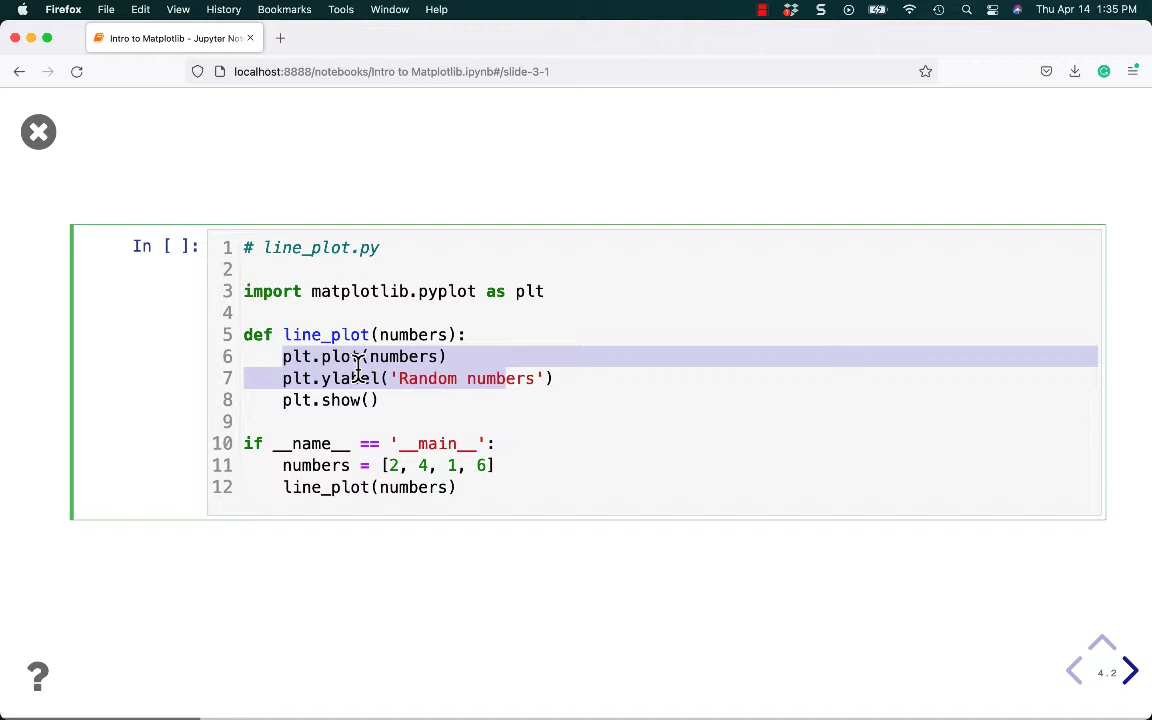 Firefox File Edit View History Bookmarks Tools Window Help Thu Apr 14 1:35 PM
Intro to Matplotlib - Jupyter Not
localhost:8888/notebooks/Intro to Matplotlib.ipynb#/slide-3-1
In [ ]:
1 # line_plot.py
2
3 import matplotlib.pyplot as plt
4
5 def line_plot(numbers):
6 plt.plot(numbers)
7 plt.ylabel('Random numbers')
8 plt.show()
9
10 if __name__ == '__main__':
11 numbers = [2, 4, 1, 6]
12 line_plot(numbers)
?
4.2